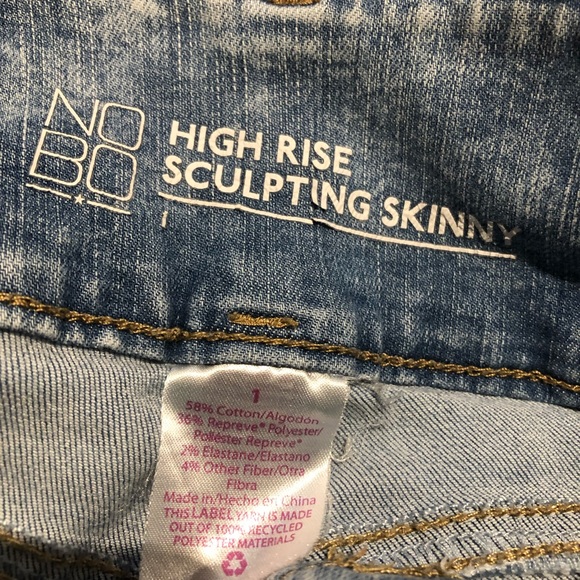 NO
BO
HIGH RISE
SCULPTING SKINNY
1
58% Cotton/Algodon
36% Repreve® Polyester/
Poliéster Repreve®
2% Elastane/Elastano
4% Other Fiber/Otra
Fibra
Made in/Hecho en China
THIS LABEL YARN IS MADE
OUT OF 100% RECYCLED
POLYESTER MATERIALS